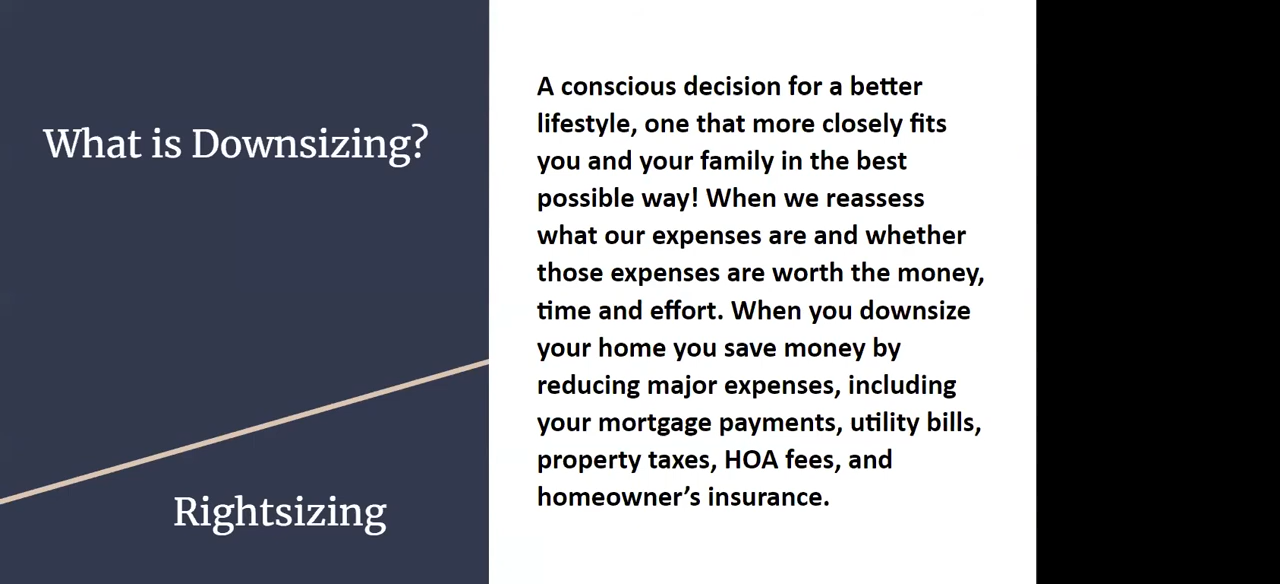 What is Downsizing?
Rightsizing
A conscious decision for a better
lifestyle, one that more closely fits
you and your family in the best
possible way! When we reassess
what our expenses are and whether
those expenses are worth the money,
time and effort. When you downsize
your home you save money by
reducing major expenses, including
your mortgage payments, utility bills,
property taxes, HOA fees, and
homeowner’s insurance.